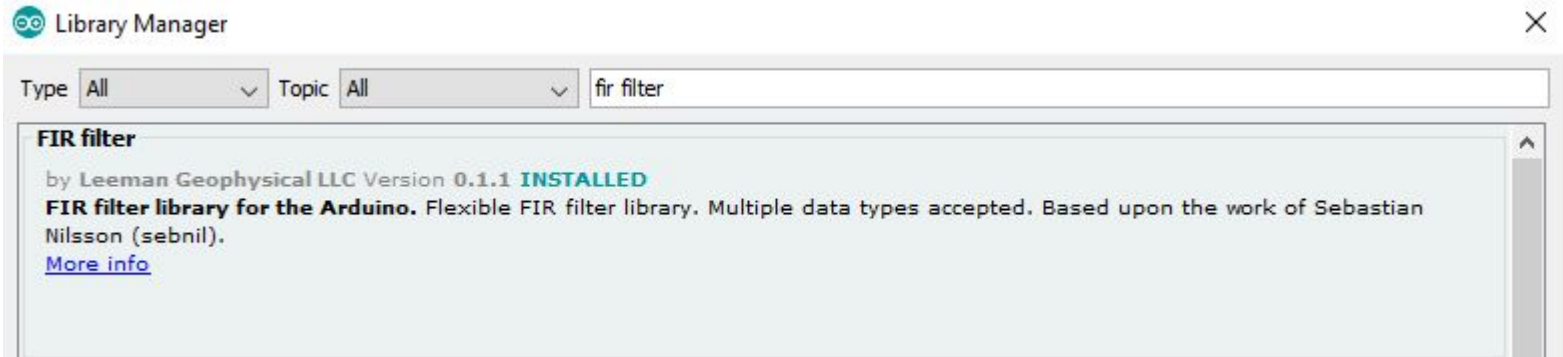 Library Manager
Type All Topic All fir filter
FIR filter
by Leeman Geophysical LLC Version 0.1.1 INSTALLED
FIR filter library for the Arduino. Flexible FIR filter library. Multiple data types accepted. Based upon the work of Sebastian
Nilsson (sebnil).
More info